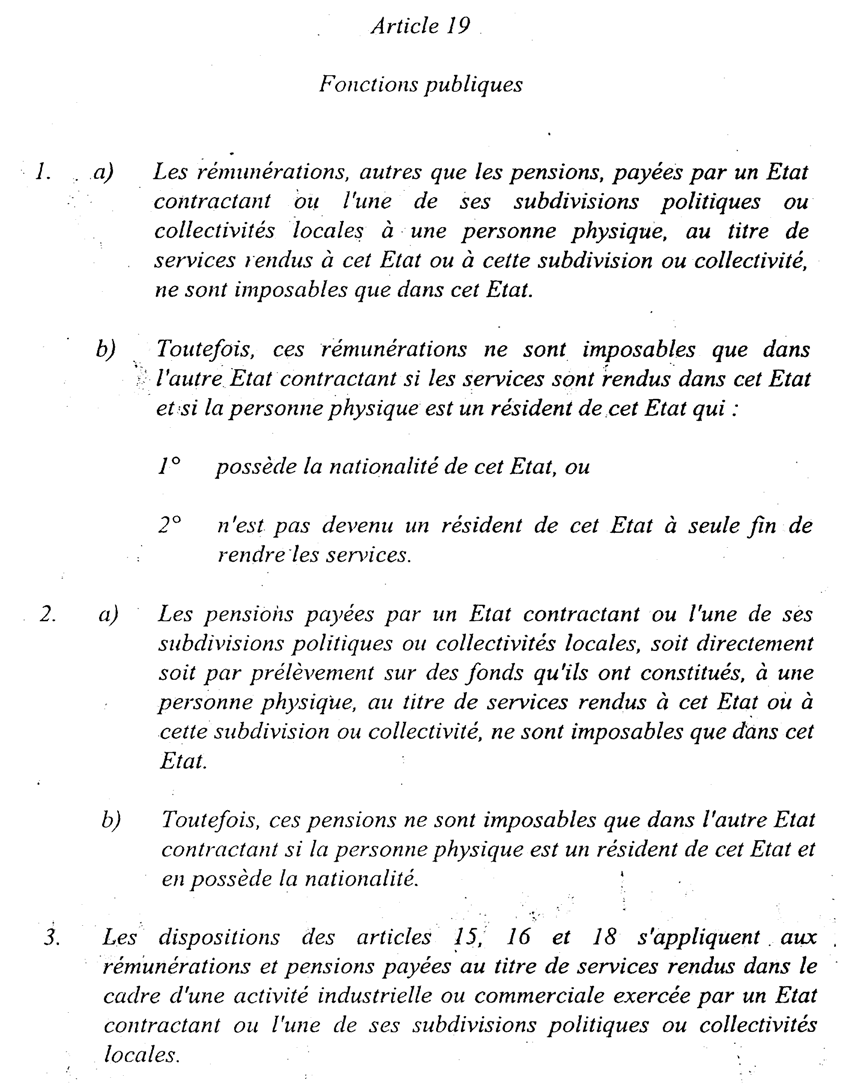 Article 19
Fonctions publiques
1. a) Les rémunérations, autres que les pensions, payées par un Etat
contractant ou l'une de ses subdivisions politiques ou
collectivités locales à une personne physique, au titre de
services rendus à cet Etat ou à cette subdivision ou collectivité,
ne sont imposables que dans cet Etat.
b) Toutefois, ces rémunérations ne sont imposables que dans
l'autre Etat contractant si les services sont rendus dans cet Etat
et si la personne physique est un résident de cet Etat qui :
1° possède la nationalité de cet Etat, ou
2° n'est pas devenu un résident de cet Etat à seule fin de
rendre les services.
2. a) Les pensions payées par un Etat contractant ou l'une de ses
subdivisions politiques ou collectivités locales, soit directement
soit par prélèvement sur des fonds qu'ils ont constitués, à une
personne physique, au titre de services rendus à cet Etat ou à
cette subdivision ou collectivité, ne sont imposables que dans cet
Etat.
b) Toutefois, ces pensions ne sont imposables que dans l'autre Etat
contractant si la personne physique est un résident de cet Etat et
en possède la nationalité.
3. Les dispositions des articles 15, 16 et 18 s'appliquent aux
rémunérations et pensions payées au titre de services rendus dans le
cadre d'une activité industrielle ou commerciale exercée par un Etat
contractant ou l'une de ses subdivisions politiques ou collectivités
locales.